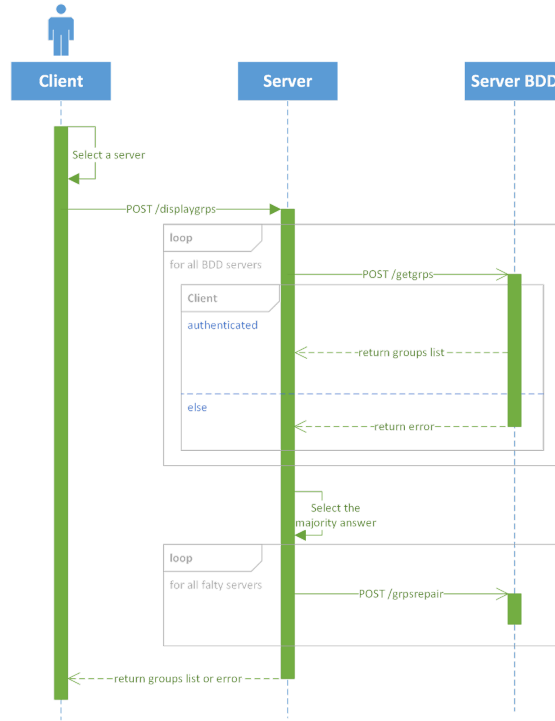 Client
Server
Server BDD
Select a server
POST /displaygrps
loop
for all BDD servers
POST /getgrps
Client
authenticated
return groups list
else
return error
Select the
majority answer
loop
for all falty servers
POST /grpsrepair
return groups list or error